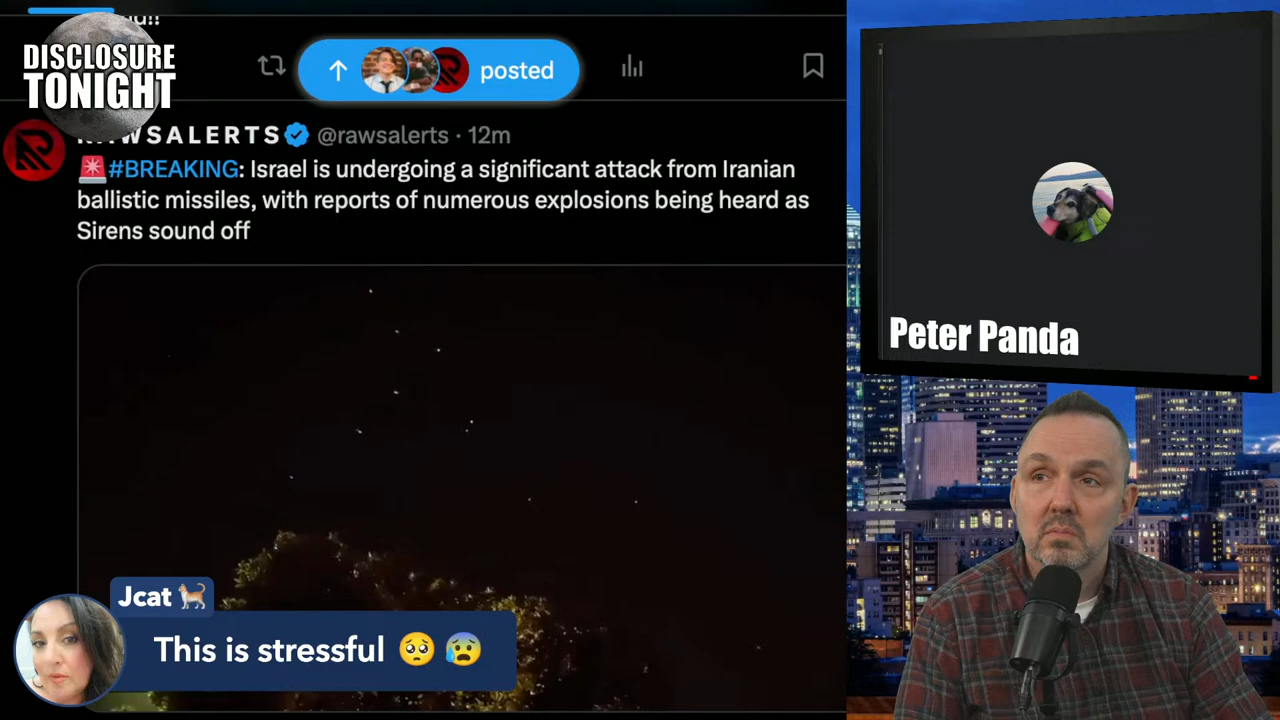 DISCLOSURE
TONIGHT
posted
RAWSALERTS @rawsalerts · 12m
🚨#BREAKING: Israel is undergoing a significant attack from Iranian
ballistic missiles, with reports of numerous explosions being heard as
Sirens sound off
Peter Panda
Jcat 🐈
This is stressful 🥺 😰